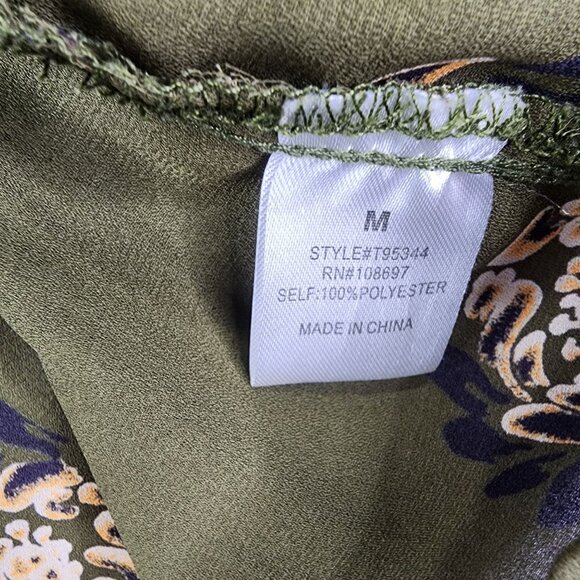 M
STYLE#T95344
RN#108697
SELF:100%POLYESTER
MADE IN CHINA